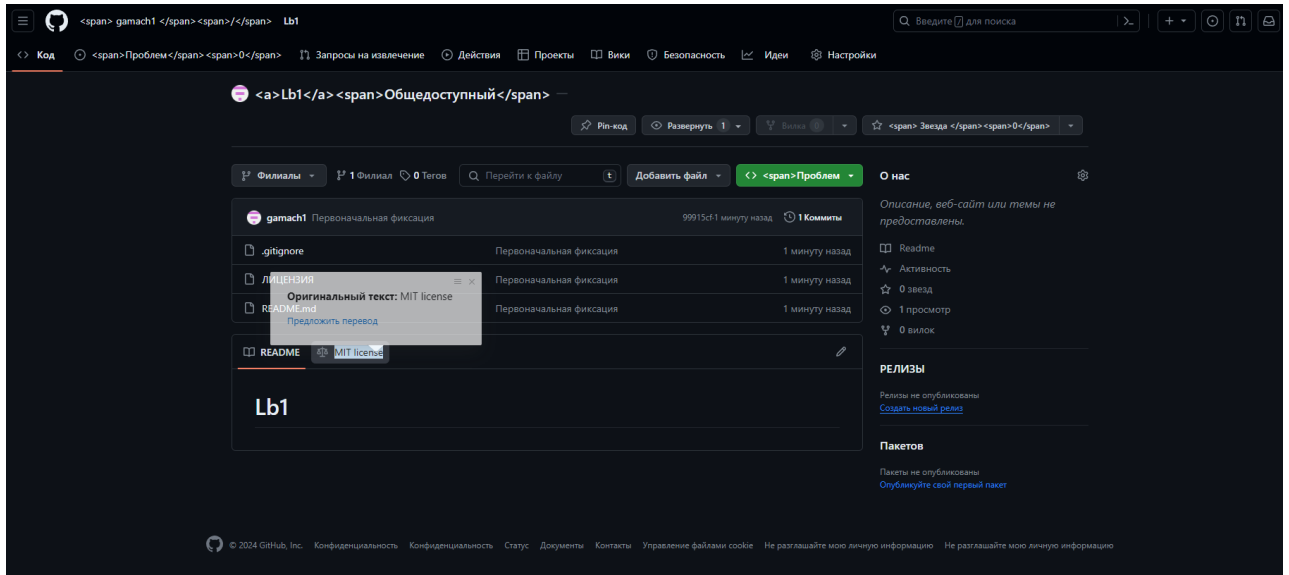 <span> gamach1 </span><span>/</span> Lb1
Введите / для поиска
Код <span>Проблем</span><span>0</span> Запросы на извлечение Действия Проекты Вики Безопасность Идеи Настройки
<a>Lb1</a><span>Общедоступный</span>
Pin-код Развернуть 1 Вилка 0 <span> Звезда </span><span>0</span>
Филиалы 1 Филиал 0 Тегов Перейти к файлу t Добавить файл <> <span>Проблем
gamach1 Первоначальная фиксация 99915cf·1 минуту назад 1 Коммиты
.gitignore Первоначальная фиксация 1 минуту назад
ЛИЦЕНЗИЯ Первоначальная фиксация 1 минуту назад
README.md Первоначальная фиксация 1 минуту назад
Оригинальный текст: MIT license
Предложить перевод
README MIT license
Lb1
О нас
Описание, веб-сайт или темы не
предоставлены.
Readme
Активность
0 звезд
1 просмотр
0 вилок
РЕЛИЗЫ
Релизы не опубликованы
Создать новый релиз
Пакетов
Пакеты не опубликованы
Опубликуйте свой первый пакет
© 2024 GitHub, Inc. Конфиденциальность Конфиденциальность Статус Документы Контакты Управление файлами cookie Не разглашайте мою личную информацию Не разглашайте мою личную информацию